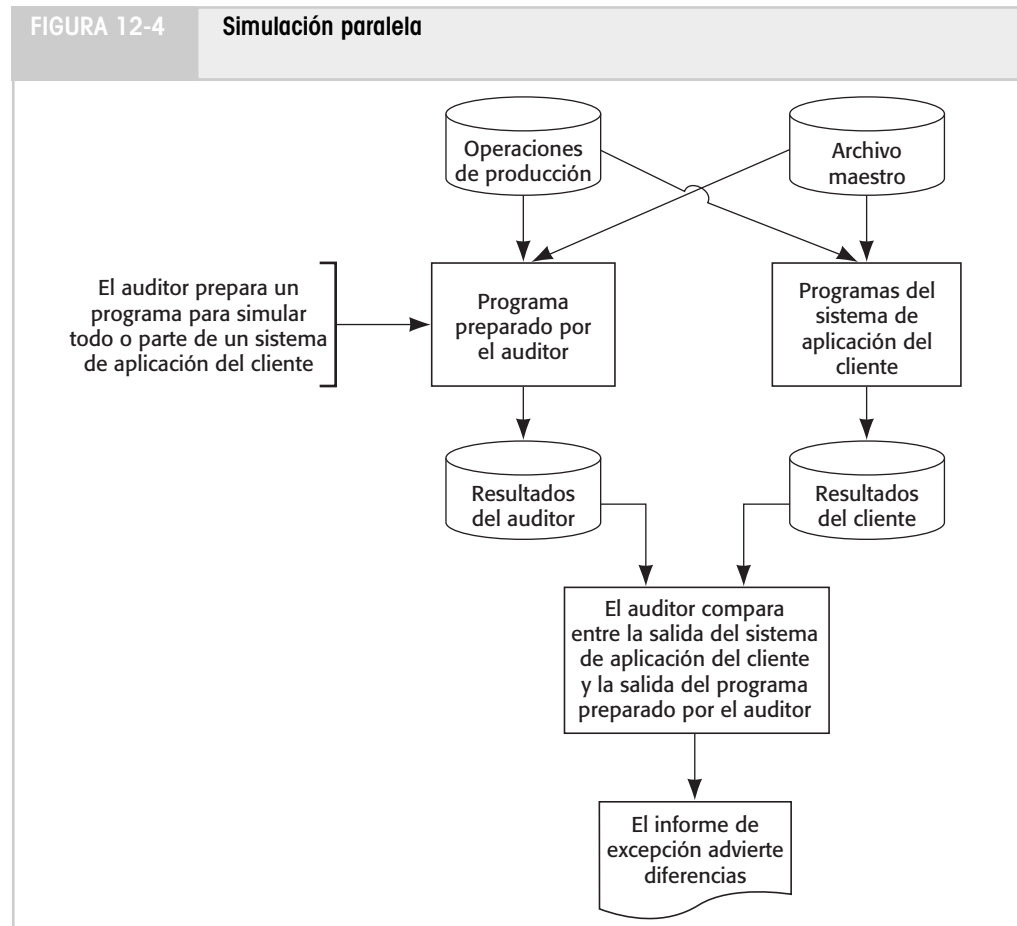 FIGURA 12-4
Simulación paralela
Operaciones
de producción
Archivo
maestro
El auditor prepara un
programa para simular
todo o parte de un sistema
de aplicación del cliente
Programa
preparado por
el auditor
Programas del
sistema de
aplicación del
cliente
Resultados
del auditor
Resultados
del cliente
El auditor compara
entre la salida del sistema
de aplicación del cliente
y la salida del programa
preparado por el auditor
El informe de
excepción advierte
diferencias